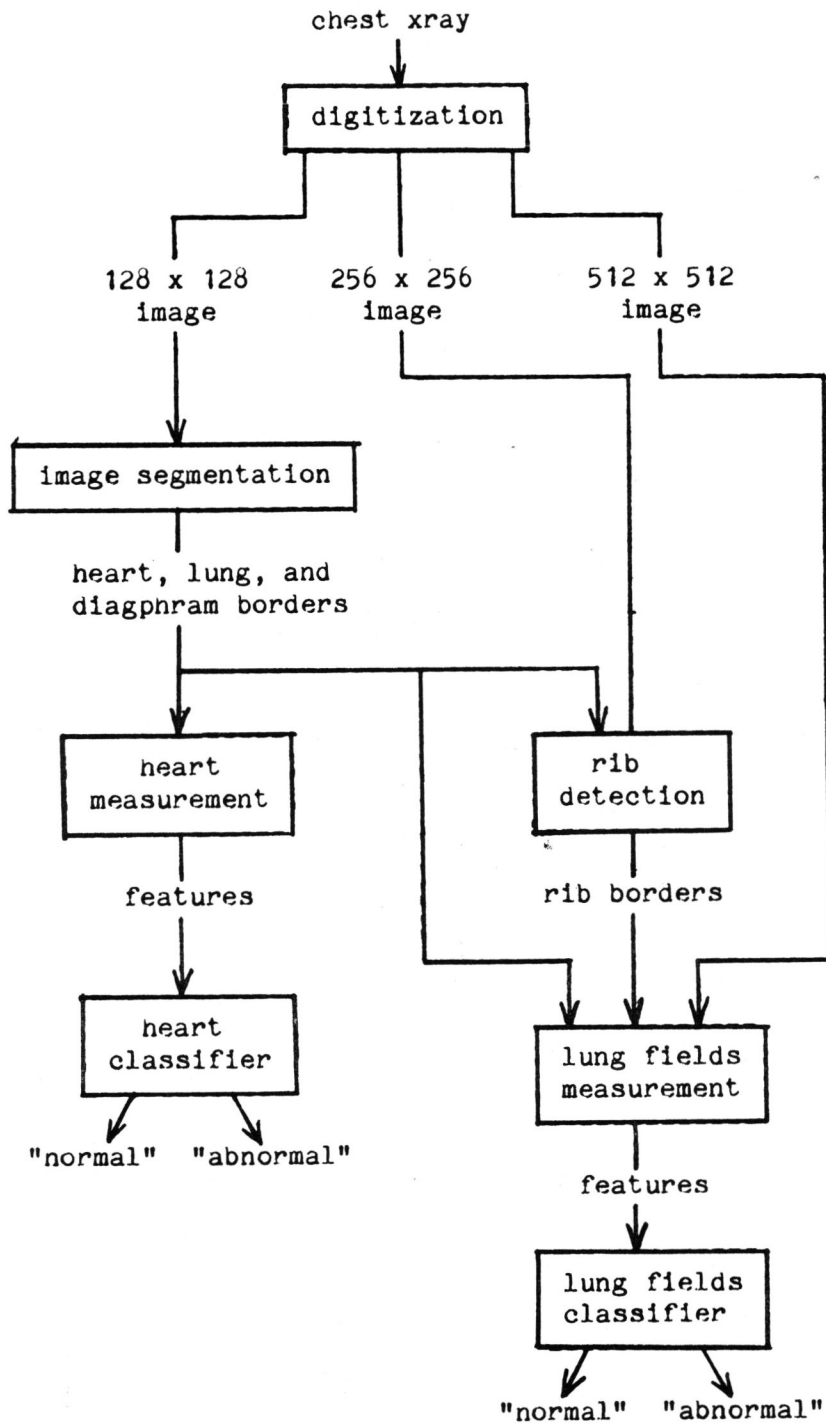 chest xray
digitization
128 x 128
image
256 x 256
image
512 x 512
image
image segmentation
heart, lung, and
diagphram borders
heart
measurement
rib
detection
features
rib borders
heart
classifier
lung fields
measurement
"normal" "abnormal"
features
lung fields
classifier
"normal" "abnormal"